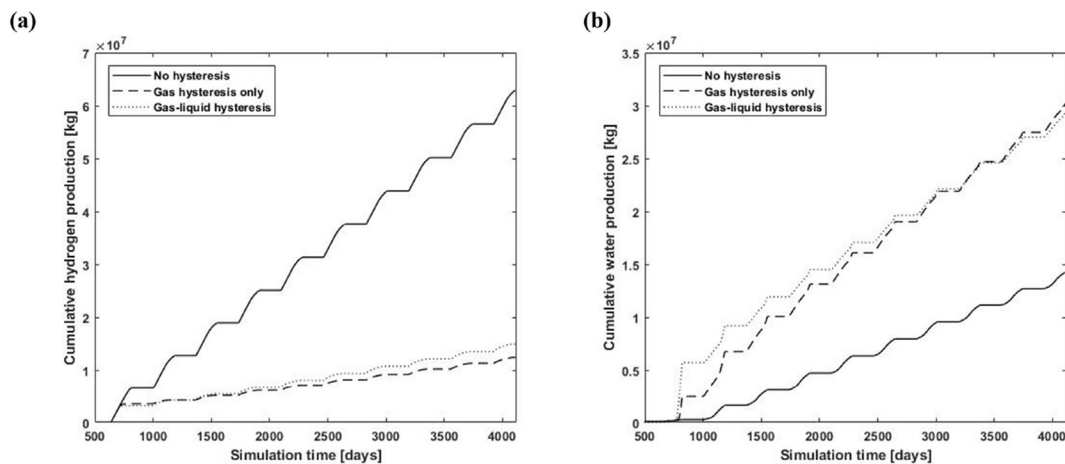 (a)
×10⁷
7
6
5
4
3
2
1
0
Cumulative hydrogen production [kg]
No hysteresis
Gas hysteresis only
Gas-liquid hysteresis
500 1000 1500 2000 2500 3000 3500 4000
Simulation time [days]
(b)
×10⁷
3.5
3
2.5
2
1.5
1
0.5
0
Cumulative water production [kg]
No hysteresis
Gas hysteresis only
Gas-liquid hysteresis
500 1000 1500 2000 2500 3000 3500 4000
Simulation time [days]